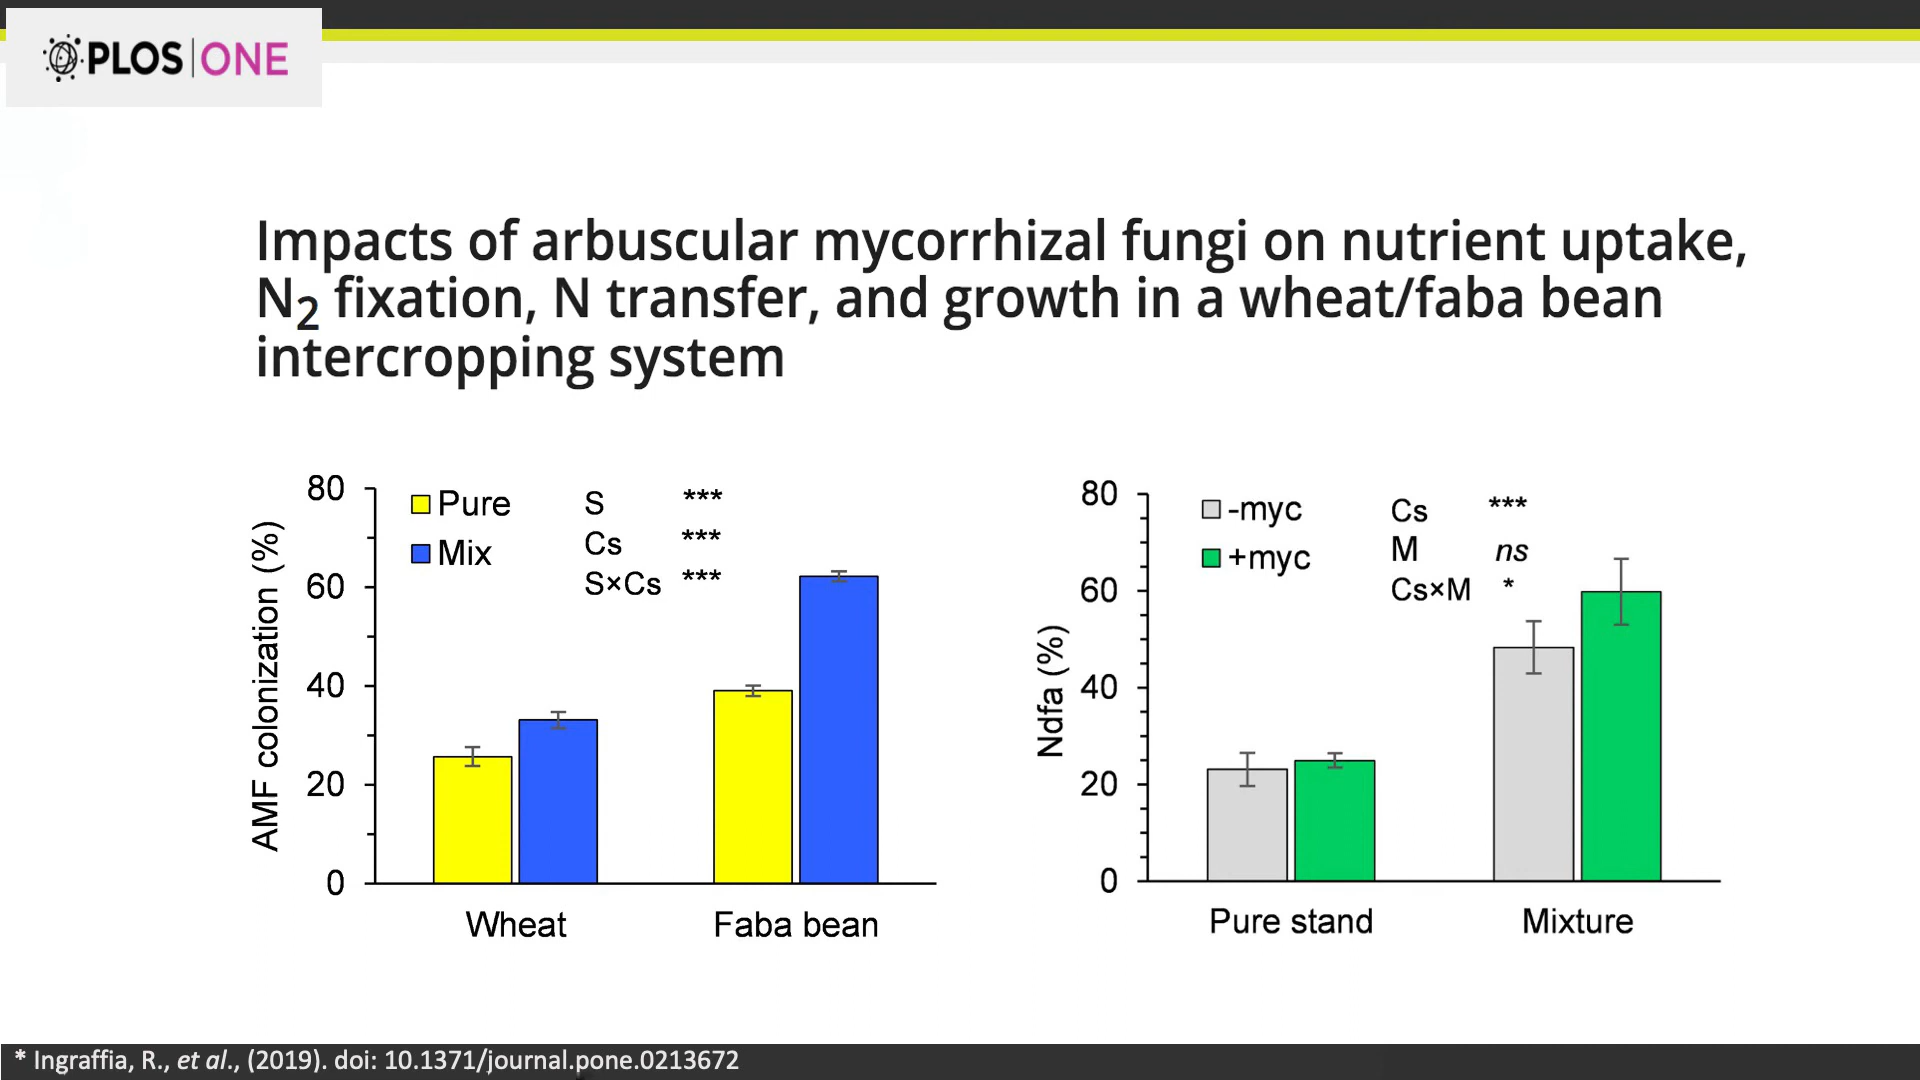 PLOS | ONE
Impacts of arbuscular mycorrhizal fungi on nutrient uptake,
N2 fixation, N transfer, and growth in a wheat/faba bean
intercropping system
AMF colonization (%)
80
60
40
20
0
Pure
Mix
S ***
Cs ***
S×Cs ***
Wheat
Faba bean
Ndfa (%)
80
60
40
20
0
-myc
+myc
Cs ***
M ns
Cs×M *
Pure stand
Mixture
* Ingraffia, R., et al., (2019). doi: 10.1371/journal.pone.0213672